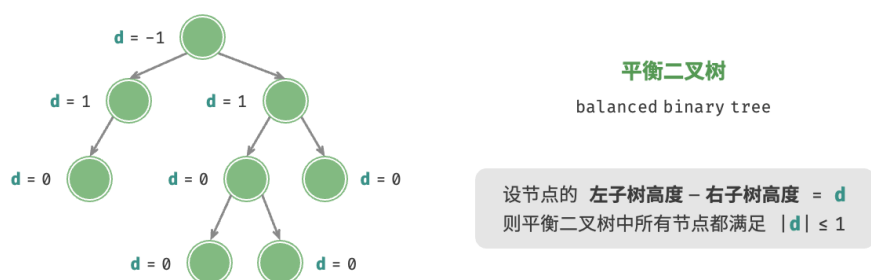 d = -1
平衡二叉树
d = 1
d = 1
balanced binary tree
d = 0
d = 0
d = 0
设节点的 左子树高度 – 右子树高度 = d
则平衡二叉树中所有节点都满足 |d| ≤ 1
d = 0
d = 0